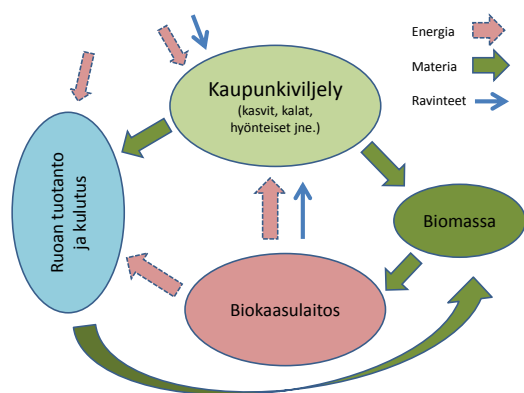 Energia
Materia
Ravinteet
Kaupunkiviljely
(kasvit, kalat,
hyönteiset jne.)
Ruoan tuotanto
ja kulutus
Biomassa
Biokaasulaitos